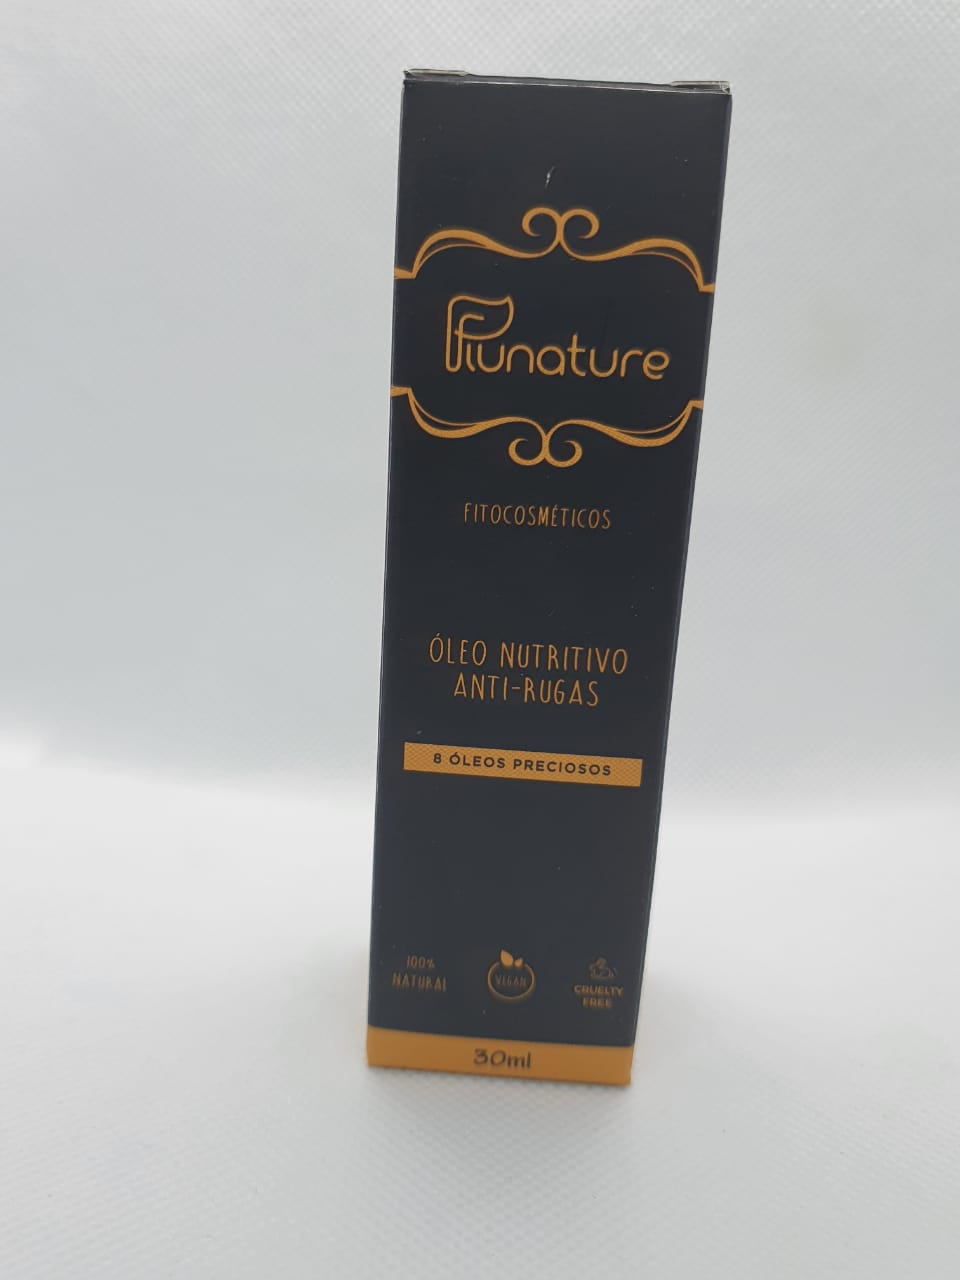 Fiunature
FITOCOSMÉTICOS
ÓLEO NUTRITIVO
ANTI-RUGAS
8 ÓLEOS PRECIOSOS
100%
NATURAL
VEGAN
CRUELTY
FREE
30ml